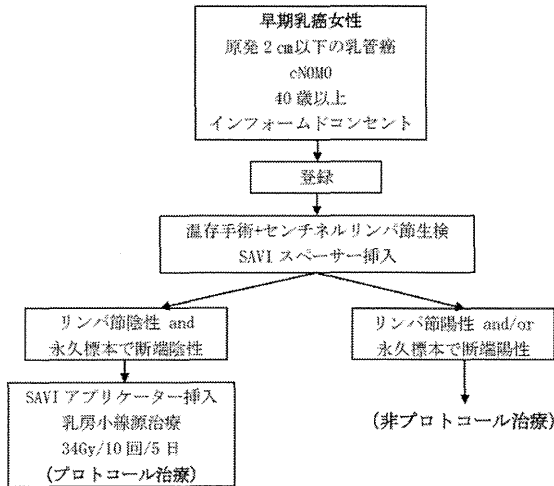 早期乳癌女性
原発2cm以下の乳管癌
cN0M0
40歳以上
インフォームドコンセント
登録
温存手術+センチネルリンパ節生検
SAVIスペーサー挿入
リンパ節陰性 and
永久標本で断端陰性
リンパ節陽性 and/or
永久標本で断端陽性
SAVIアプリケーター挿入
乳房小線源治療
34Gy/10回/5日
(プロトコール治療)
(非プロトコール治療)